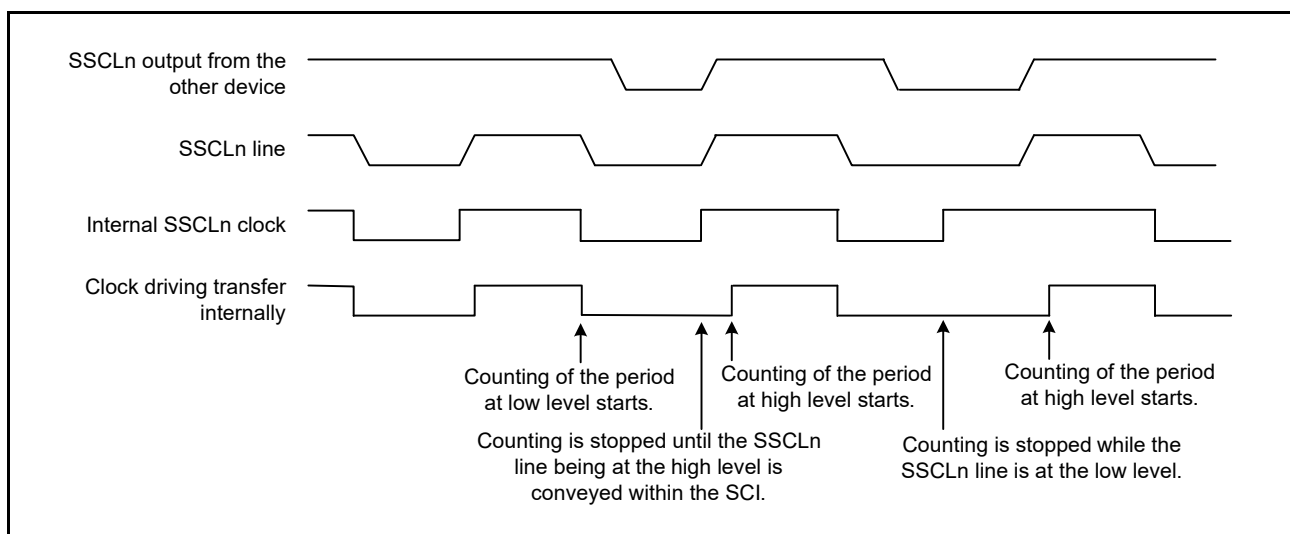 SSCLn output from the
other device
SSCLn line
Internal SSCLn clock
Clock driving transfer
internally
Counting of the period
at low level starts.
Counting of the period
at high level starts.
Counting of the period
at high level starts.
Counting is stopped until the SSCLn
line being at the high level is
conveyed within the SCI.
Counting is stopped while the
SSCLn line is at the low level.